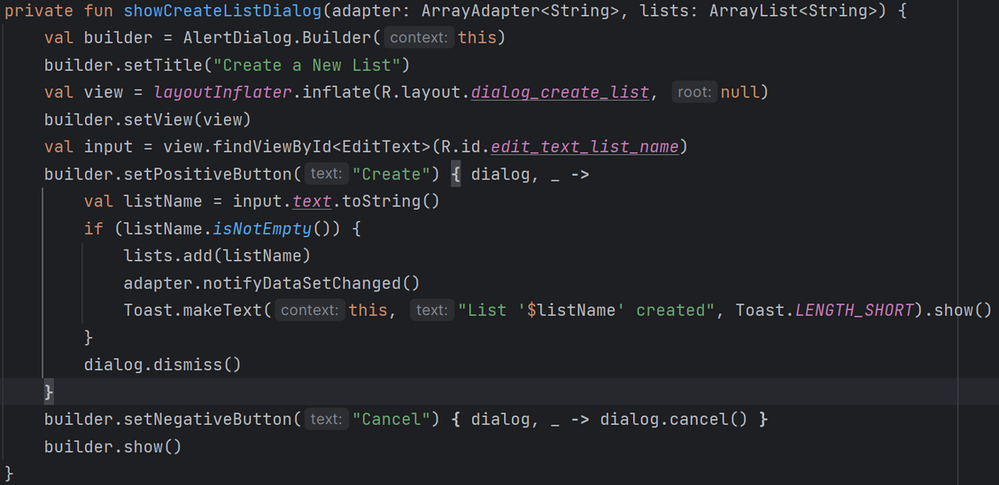 private fun showCreateListDialog(adapter: ArrayAdapter<String>, lists: ArrayList<String>) {
    val builder = AlertDialog.Builder( context: this)
    builder.setTitle("Create a New List")
    val view = layoutInflater.inflate(R.layout.dialog_create_list, root: null)
    builder.setView(view)
    val input = view.findViewById<EditText>(R.id.edit_text_list_name)
    builder.setPositiveButton( text: "Create") { dialog, _ ->
        val listName = input.text.toString()
        if (listName.isNotEmpty()) {
            lists.add(listName)
            adapter.notifyDataSetChanged()
            Toast.makeText( context: this, text: "List '$listName' created", Toast.LENGTH_SHORT).show()
        }
        dialog.dismiss()
    }
    builder.setNegativeButton( text: "Cancel") { dialog, _ -> dialog.cancel() }
    builder.show()
}